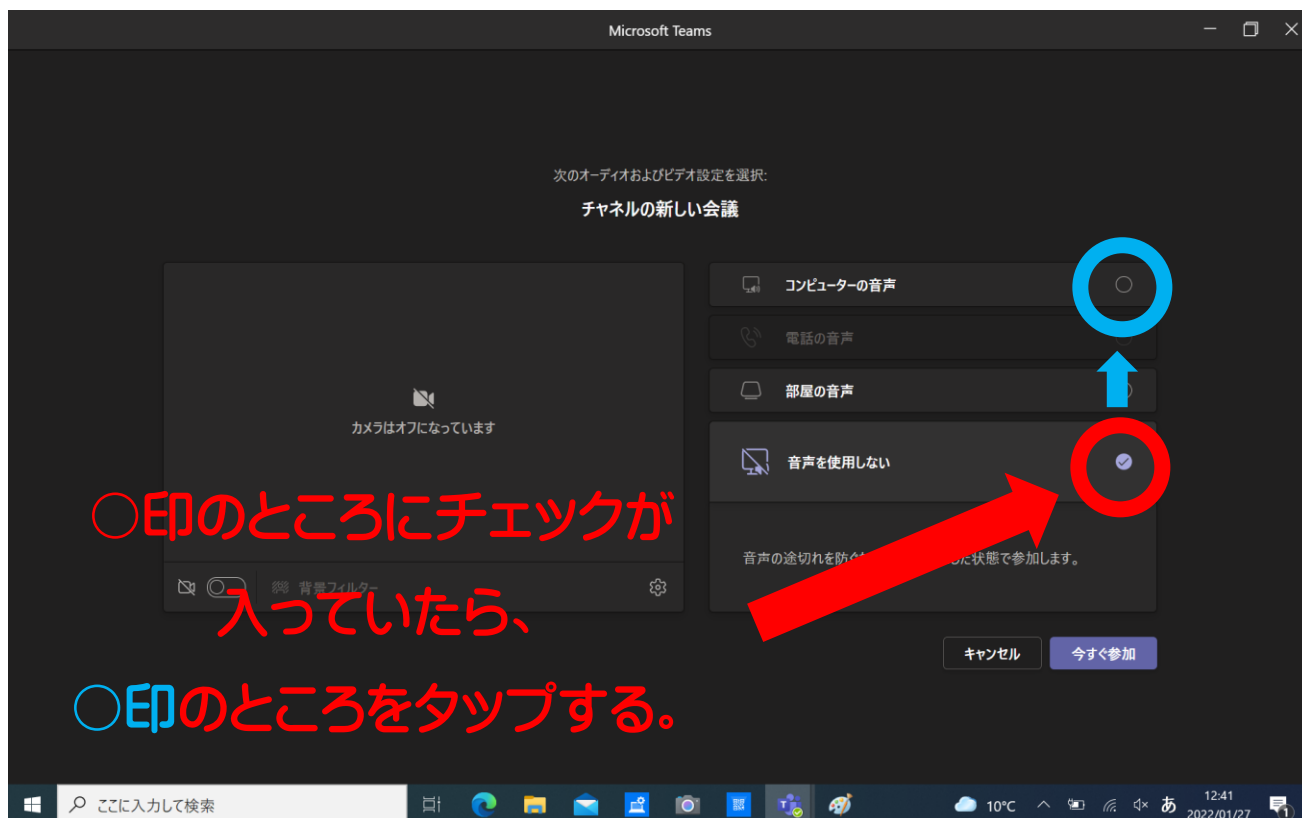 Microsoft Teams
次のオーディオおよびビデオ設定を選択:
チャネルの新しい会議
コンピューターの音声
電話の音声
部屋の音声
カメラはオフになっています
音声を使用しない
○印のところにチェックが
音声の途切れを防ぐ
した状態で参加します。
背景フィルター
入っていたら、
キャンセル
今すぐ参加
○印のところをタップする。
ここに入力して検索
10°C
あ
12:41
2022/01/27
1